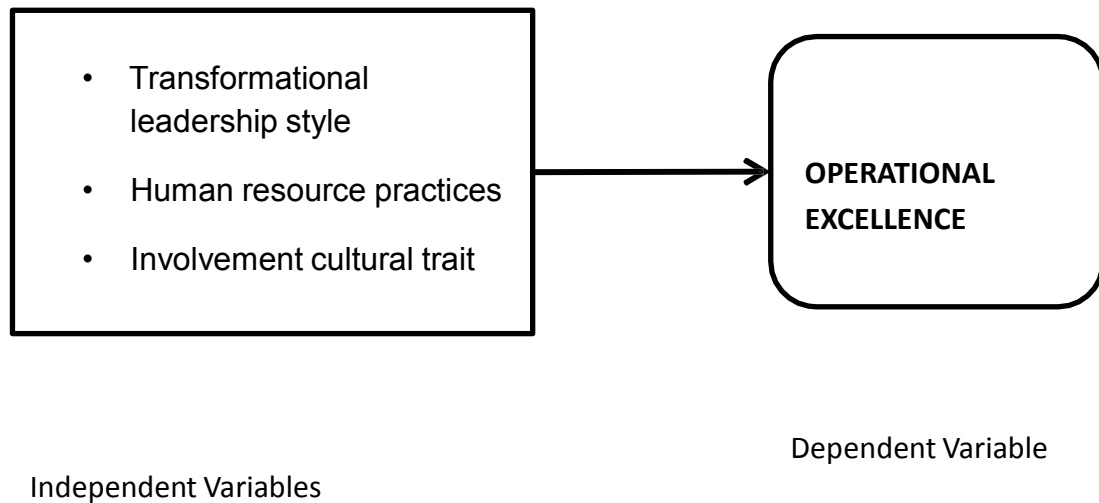 • Transformational
leadership style
• Human resource practices
• Involvement cultural trait
OPERATIONAL
EXCELLENCE
Dependent Variable
Independent Variables